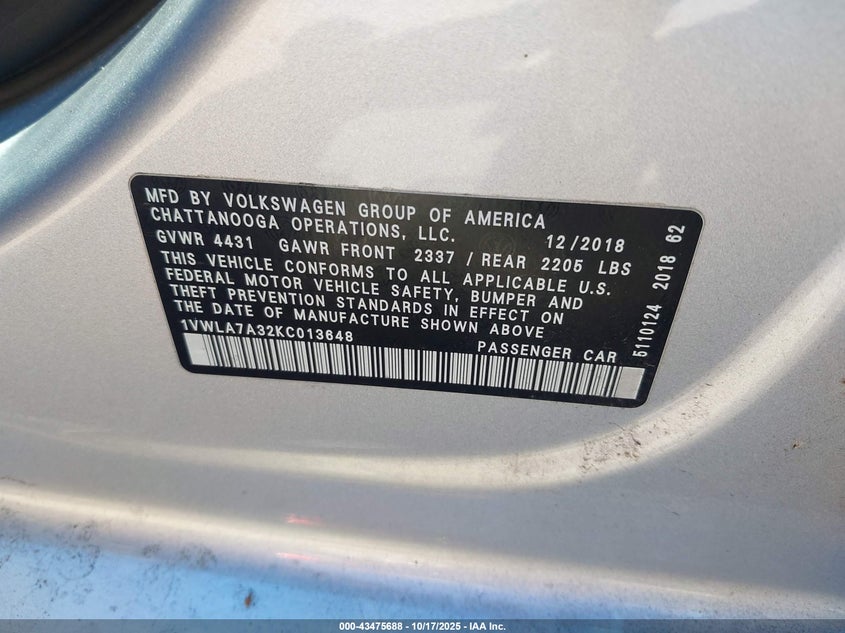 MFD BY VOLKSWAGEN GROUP OF AMERICA
CHATTANOOGA OPERATIONS, LLC. 12/2018
GVWR 4431 GAWR FRONT 2337 / REAR 2205 LBS
THIS VEHICLE CONFORMS TO ALL APPLICABLE U.S.
FEDERAL MOTOR VEHICLE SAFETY, BUMPER AND
THEFT PREVENTION STANDARDS IN EFFECT ON
THE DATE OF MANUFACTURE SHOWN ABOVE
1VWLA7A32KC013648 PASSENGER CAR
5110124 2018 62
000-43475688 - 10/17/2025 - IAA Inc.